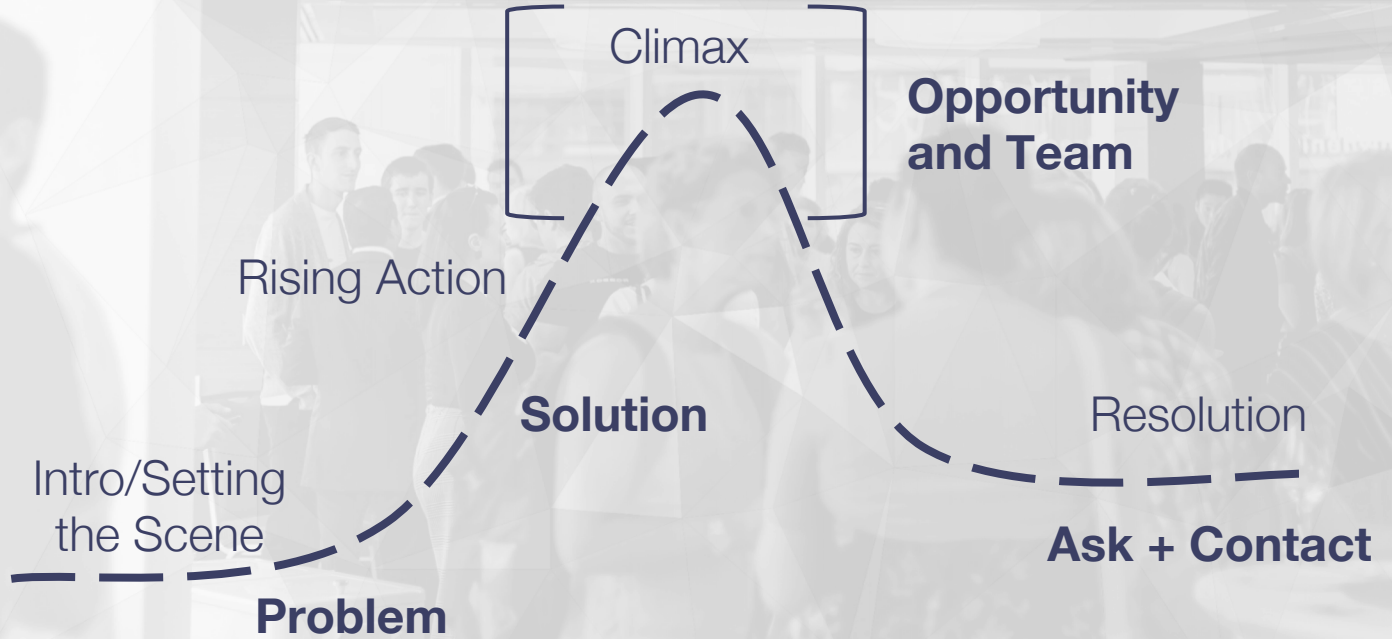 Climax
Opportunity
and Team
Rising Action
Solution
Resolution
Intro/Setting
the Scene
Ask + Contact
Problem